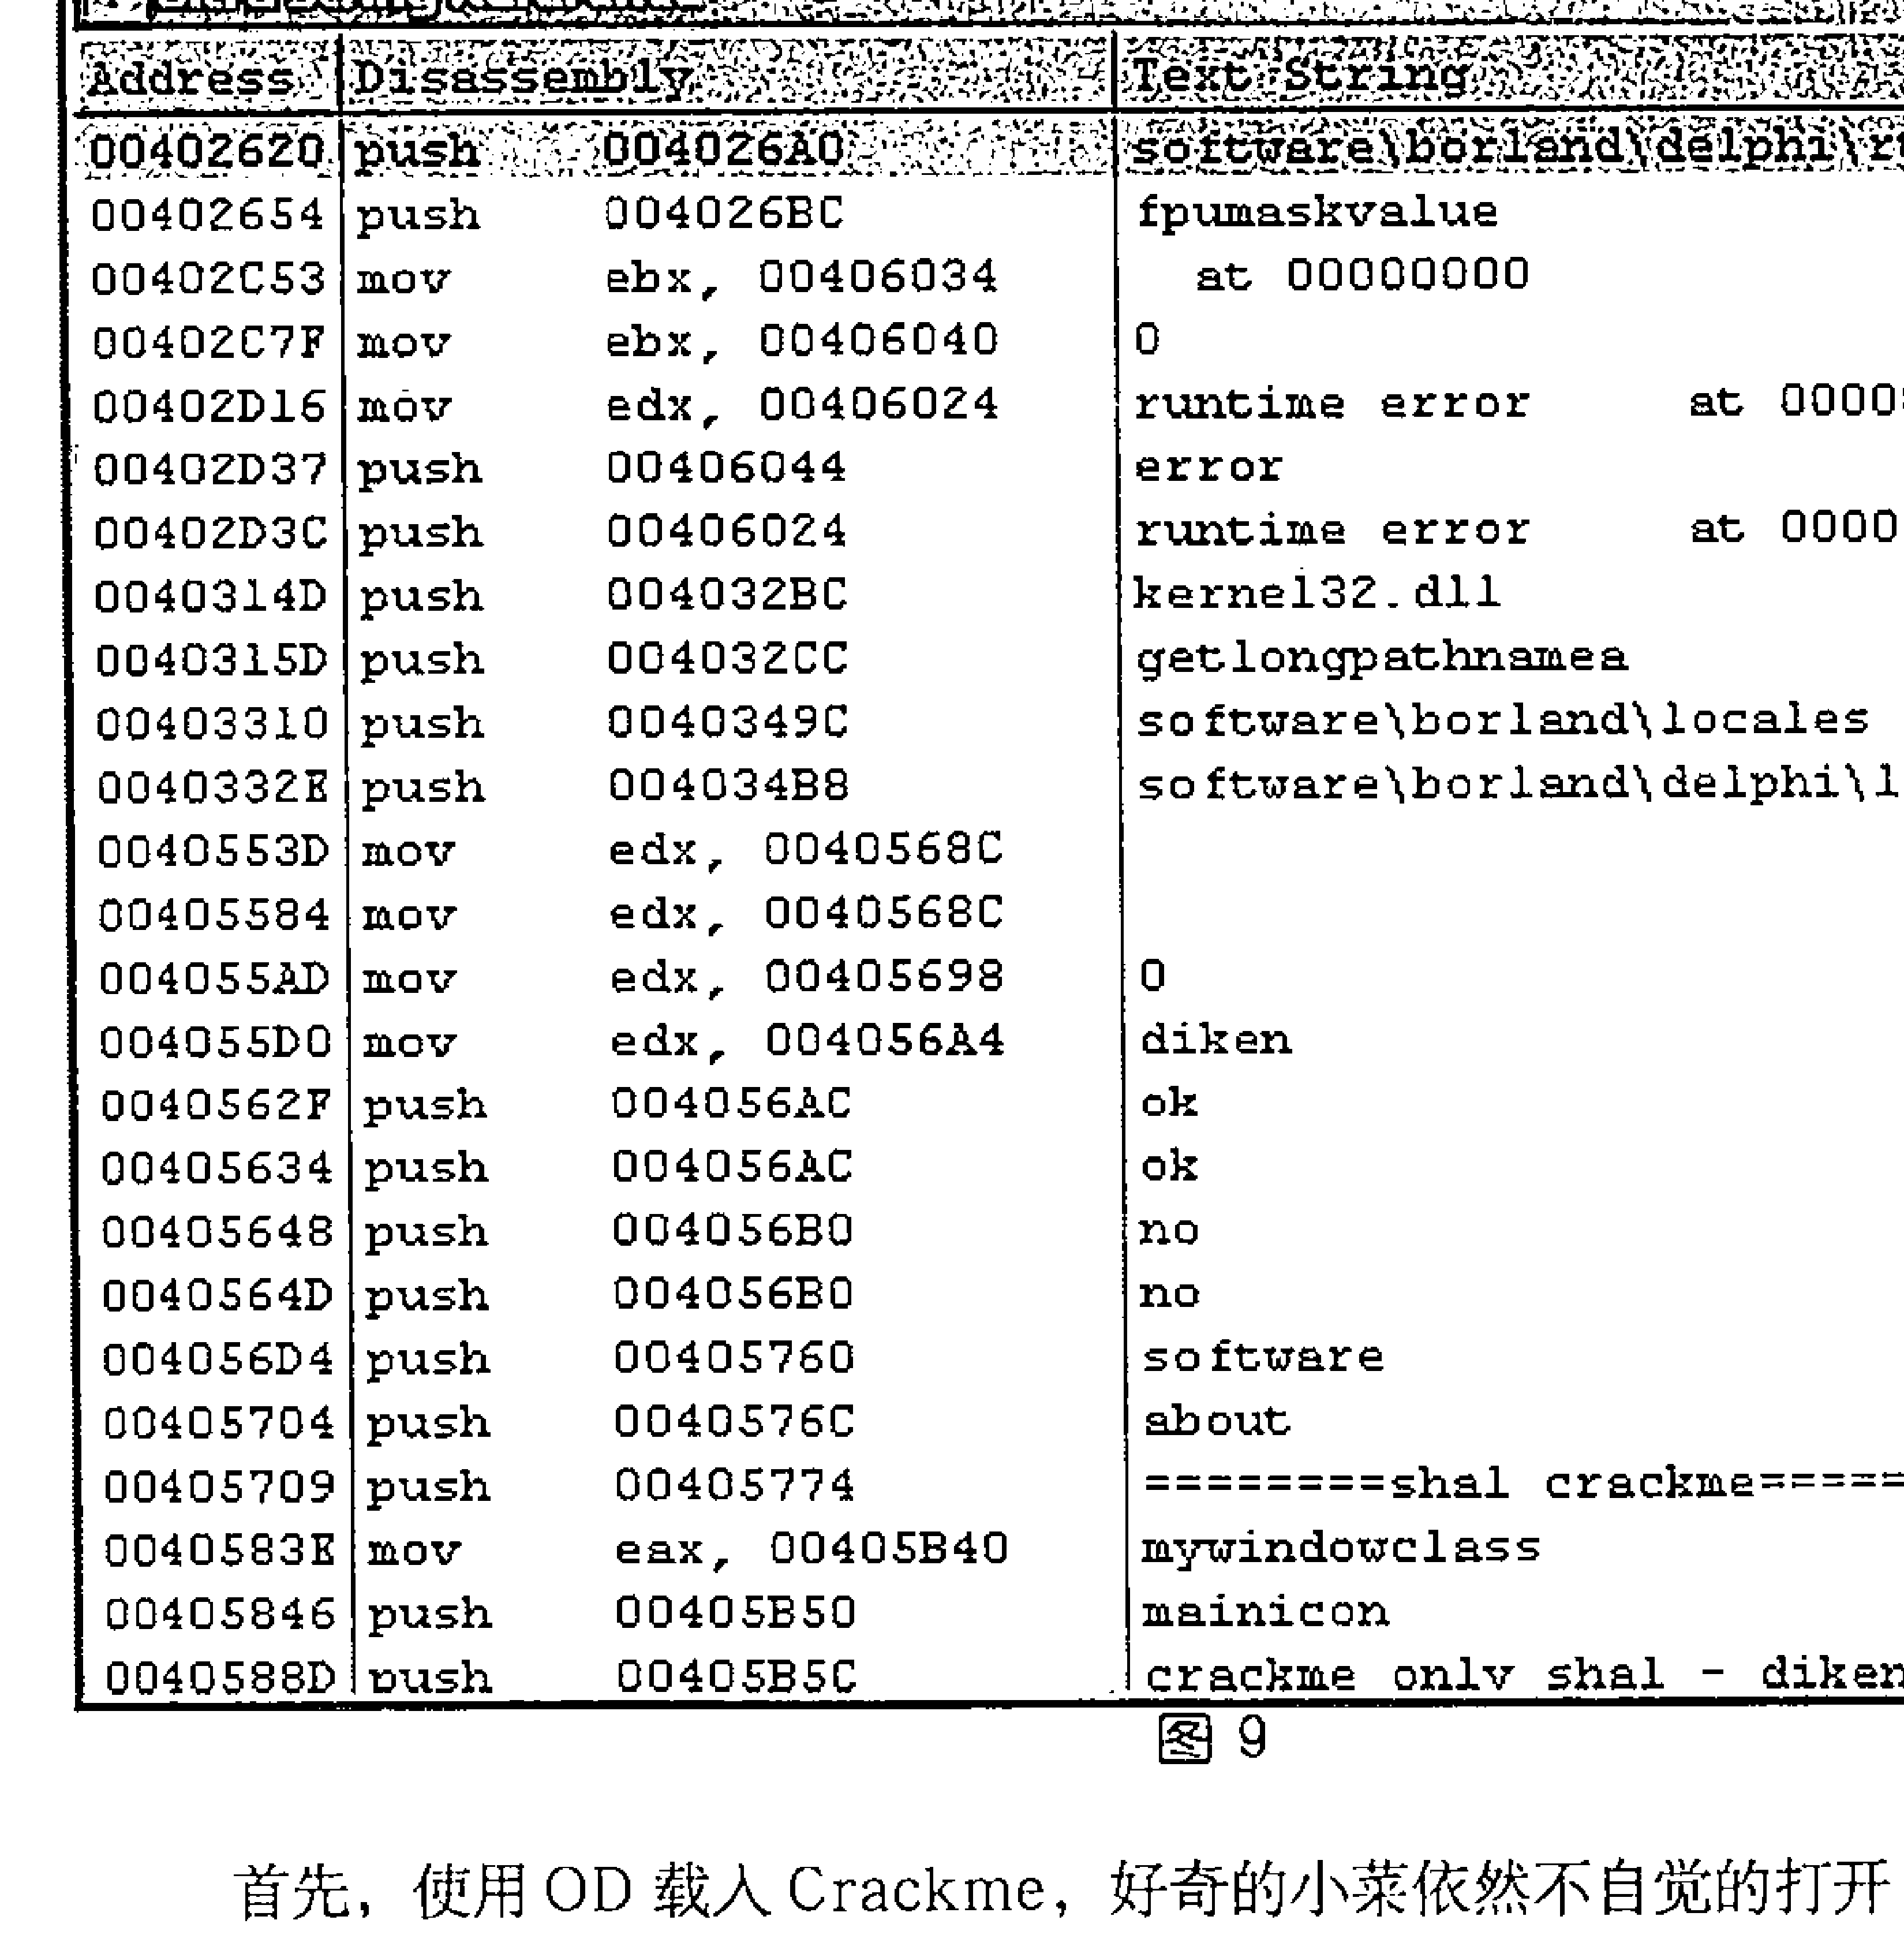 Address Disassembly Text String
00402620 push 004026A0 software\borland\delphi\rt
00402654 push 004026BC fpumaskvalue
00402C53 mov ebx, 00406034 at 00000000
00402C7F mov ebx, 00406040 0
00402D16 mov edx, 00406024 runtime error at 0000
00402D37 push 00406044 error
00402D3C push 00406024 runtime error at 0000
0040314D push 004032BC kernel32.dll
0040315D push 004032CC getlongpathnamea
00403310 push 0040349C software\borland\locales
0040332E push 004034B8 software\borland\delphi\l
0040553D mov edx, 0040568C
00405584 mov edx, 0040568C
004055AD mov edx, 00405698 0
004055D0 mov edx, 004056A4 diken
0040562F push 004056AC ok
00405634 push 004056AC ok
00405648 push 004056B0 no
0040564D push 004056B0 no
004056D4 push 00405760 software
00405704 push 0040576C about
00405709 push 00405774 ========sha1 crackme=====
0040583E mov eax, 00405B40 mywindowclass
00405846 push 00405B50 mainicon
0040588D push 00405B5C crackme only sha1 - diken
图 9
首先，使用 OD 载入 Crackme，好奇的小菜依然不自觉的打开